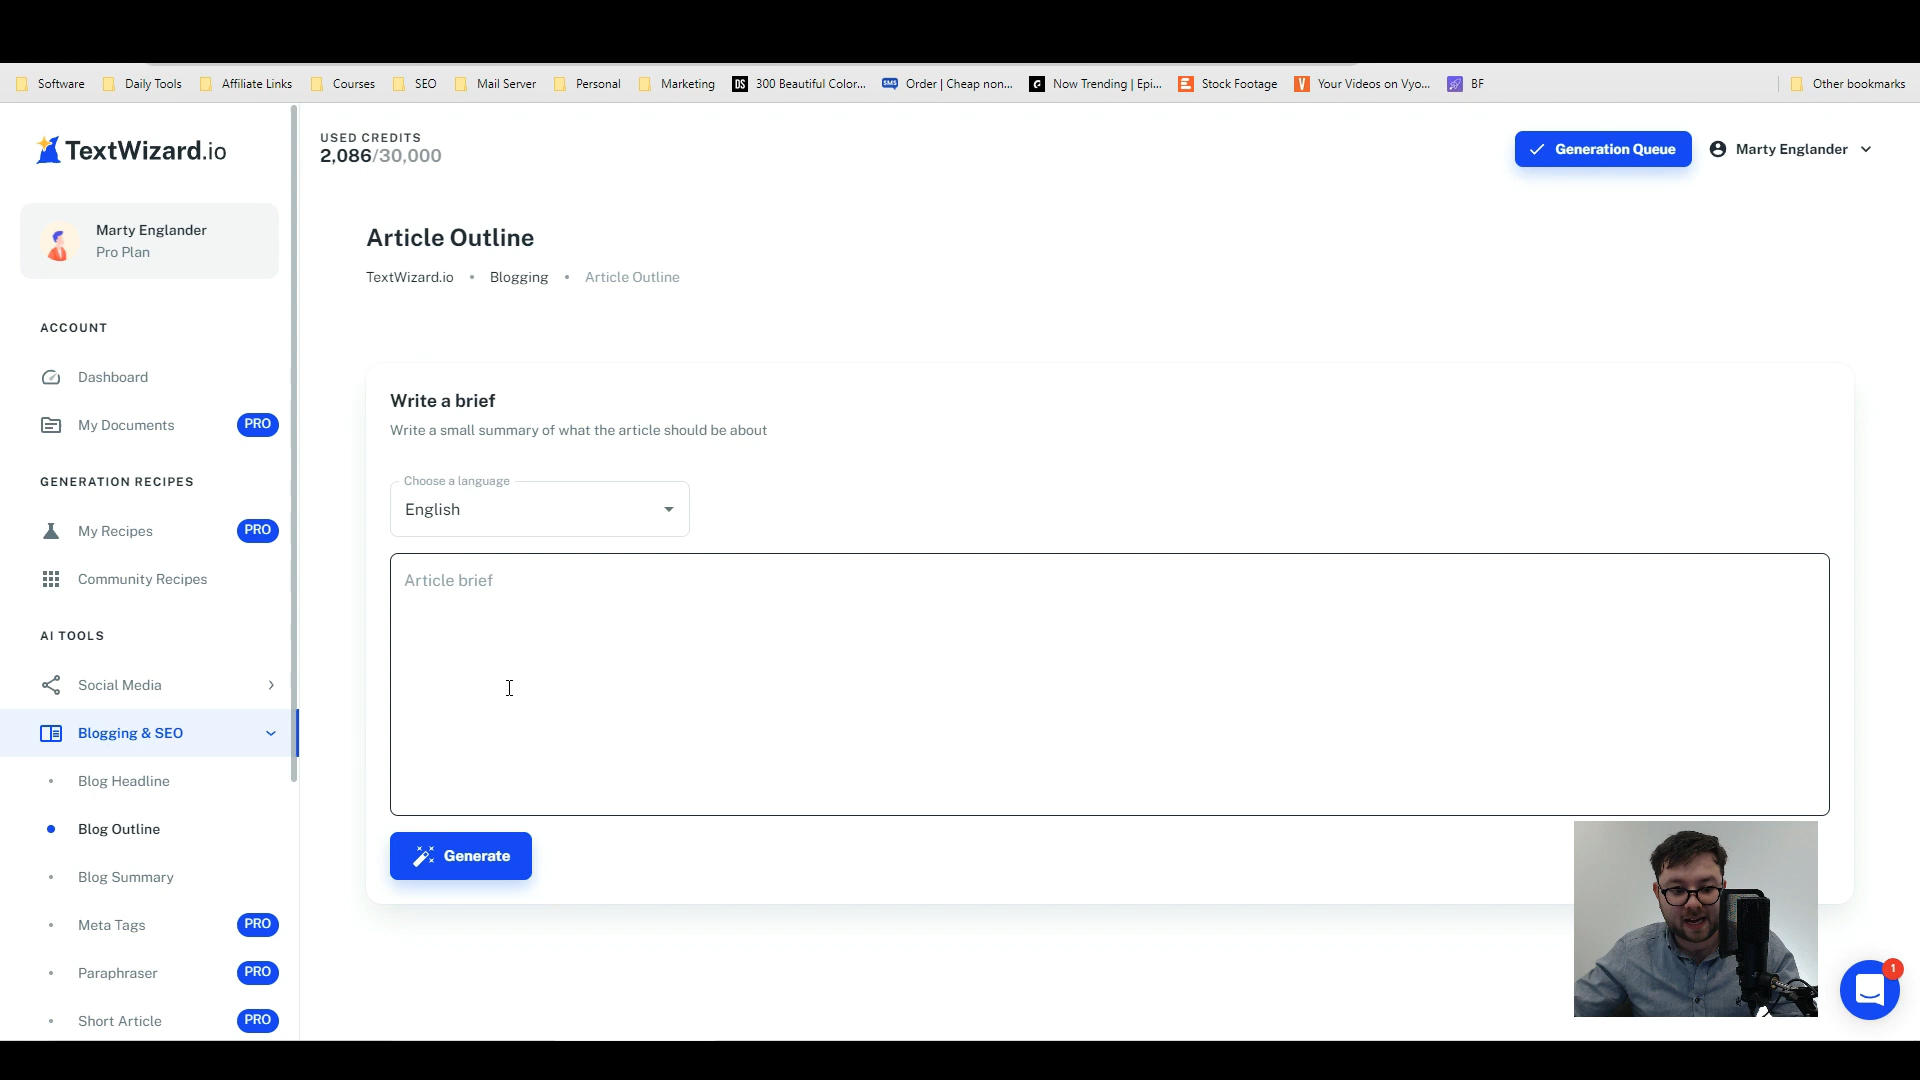 Software Daily Tools Affiliate Links Courses SEO Mail Server Personal Marketing DS 300 Beautiful Color... SMS Order | Cheap non... Now Trending | Epi... Stock Footage V Your Videos on Vyo... BF Other bookmarks
TextWizard.io
USED CREDITS
2,086/30,000
Generation Queue
Marty Englander
Marty Englander
Pro Plan
ACCOUNT
Dashboard
My Documents PRO
GENERATION RECIPES
My Recipes PRO
Community Recipes
AI TOOLS
Social Media
Blogging & SEO
Blog Headline
Blog Outline
Blog Summary
Meta Tags PRO
Paraphraser PRO
Short Article PRO
Article Outline
TextWizard.io • Blogging • Article Outline
Write a brief
Write a small summary of what the article should be about
Choose a language
English
Article brief
Generate
1